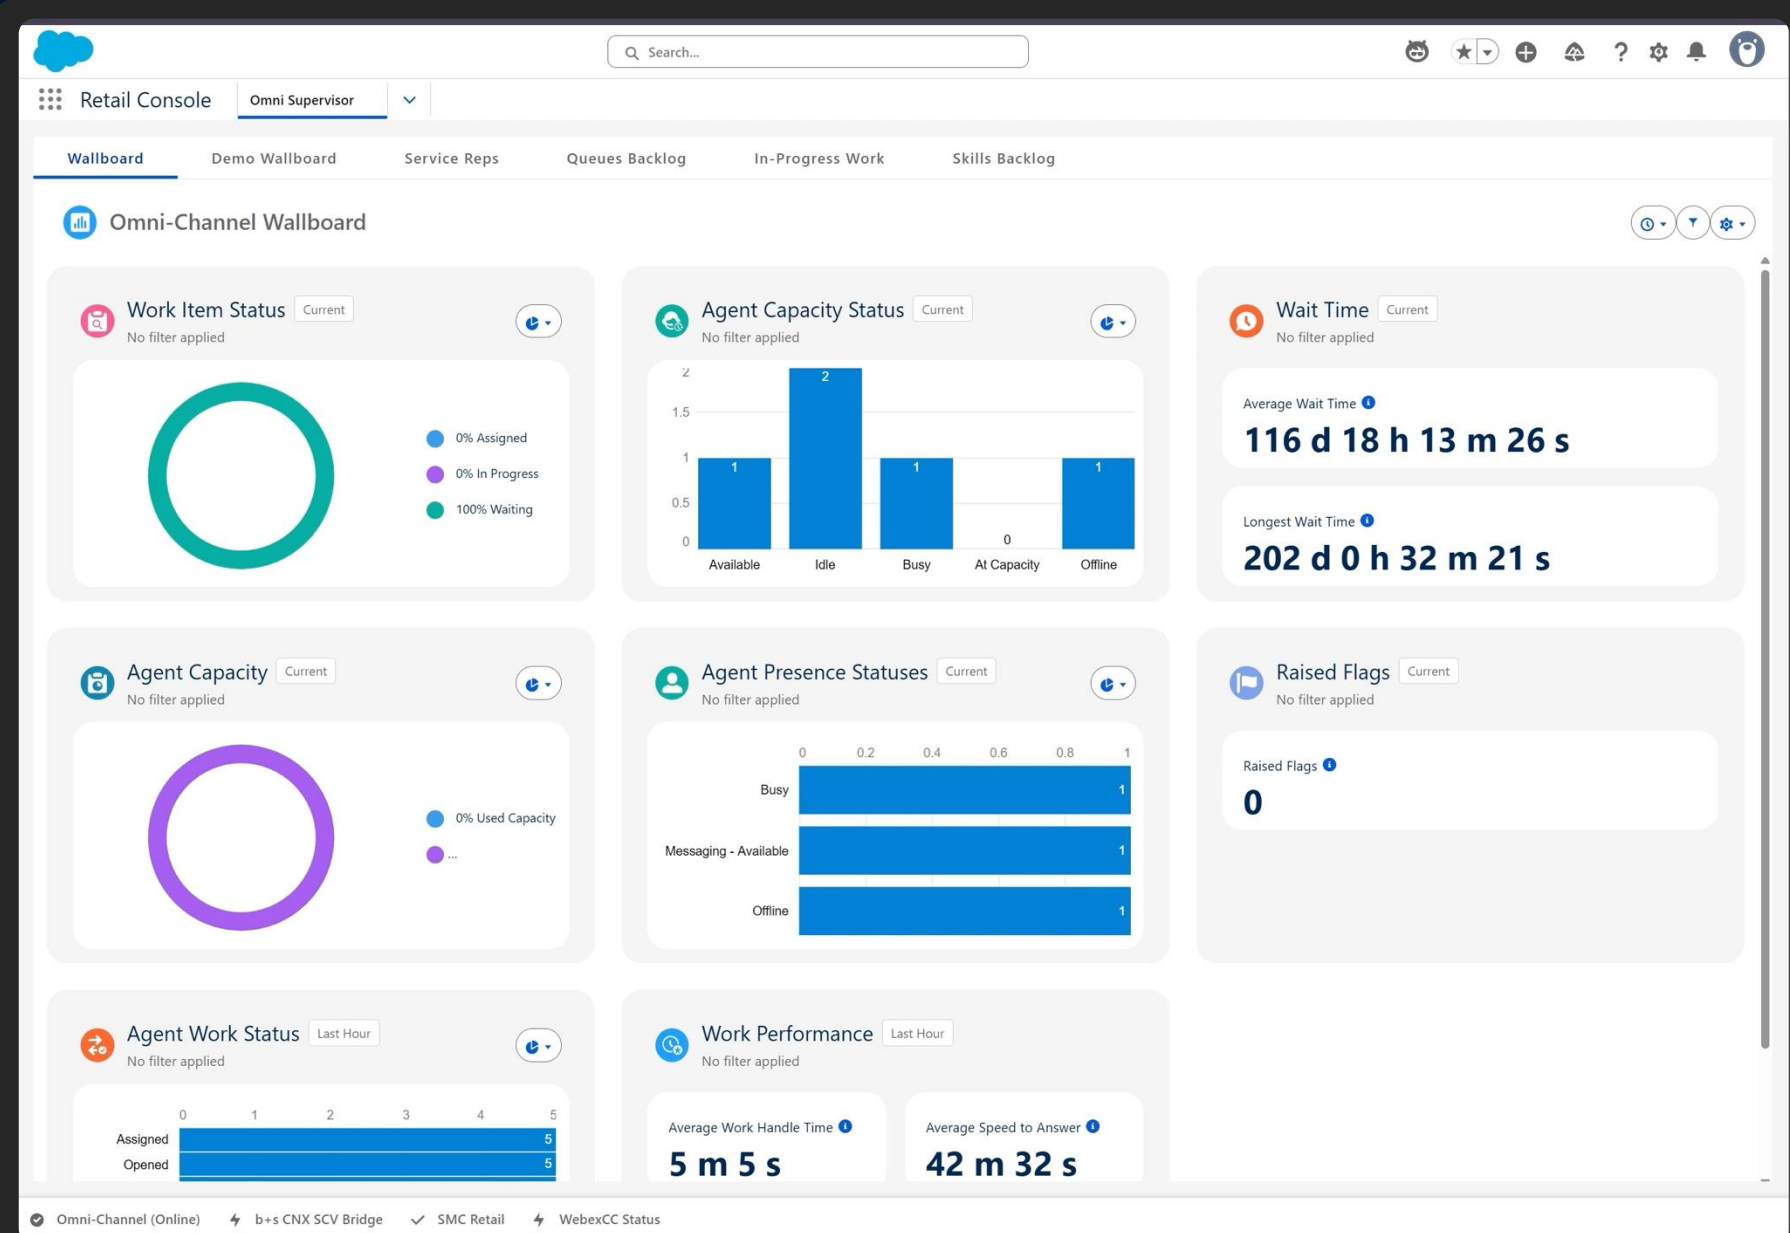 Search...
Retail Console
Omni Supervisor
Wallboard
Demo Wallboard
Service Reps
Queues Backlog
In-Progress Work
Skills Backlog
Omni-Channel Wallboard
Work Item Status
Current
No filter applied
0% Assigned
0% In Progress
100% Waiting
Agent Capacity Status
Current
No filter applied
2
1.5
1
0.5
0
1
2
1
0
1
Available
Idle
Busy
At Capacity
Offline
Wait Time
Current
No filter applied
Average Wait Time
116 d 18 h 13 m 26 s
Longest Wait Time
202 d 0 h 32 m 21 s
Agent Capacity
Current
No filter applied
0% Used Capacity
...
Agent Presence Statuses
Current
No filter applied
0 0.2 0.4 0.6 0.8 1
Busy 1
Messaging - Available 1
Offline 1
Raised Flags
Current
No filter applied
Raised Flags
0
Agent Work Status
Last Hour
No filter applied
0 1 2 3 4 5
Assigned 5
Opened 5
Work Performance
Last Hour
No filter applied
Average Work Handle Time
5 m 5 s
Average Speed to Answer
42 m 32 s
Omni-Channel (Online)
b+s CNX SCV Bridge
SMC Retail
WebexCC Status